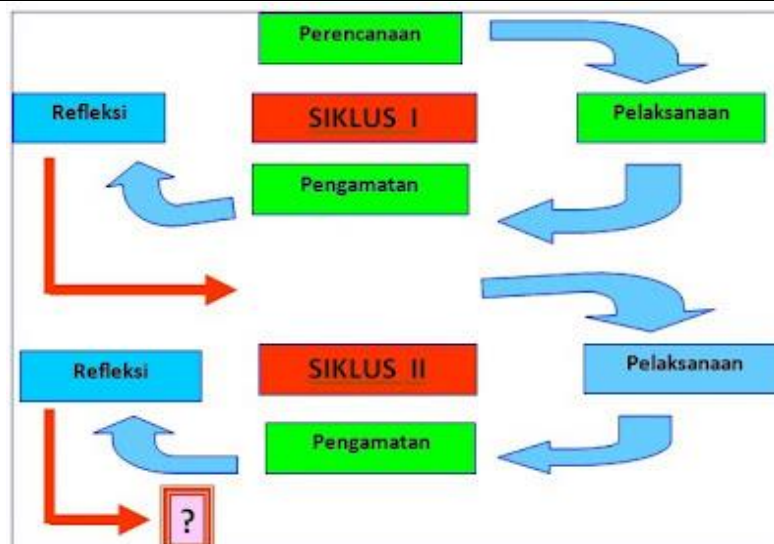 Perencanaan
Refleksi
SIKLUS I
Pelaksanaan
Pengamatan
Refleksi
SIKLUS II
Pelaksanaan
Pengamatan
?